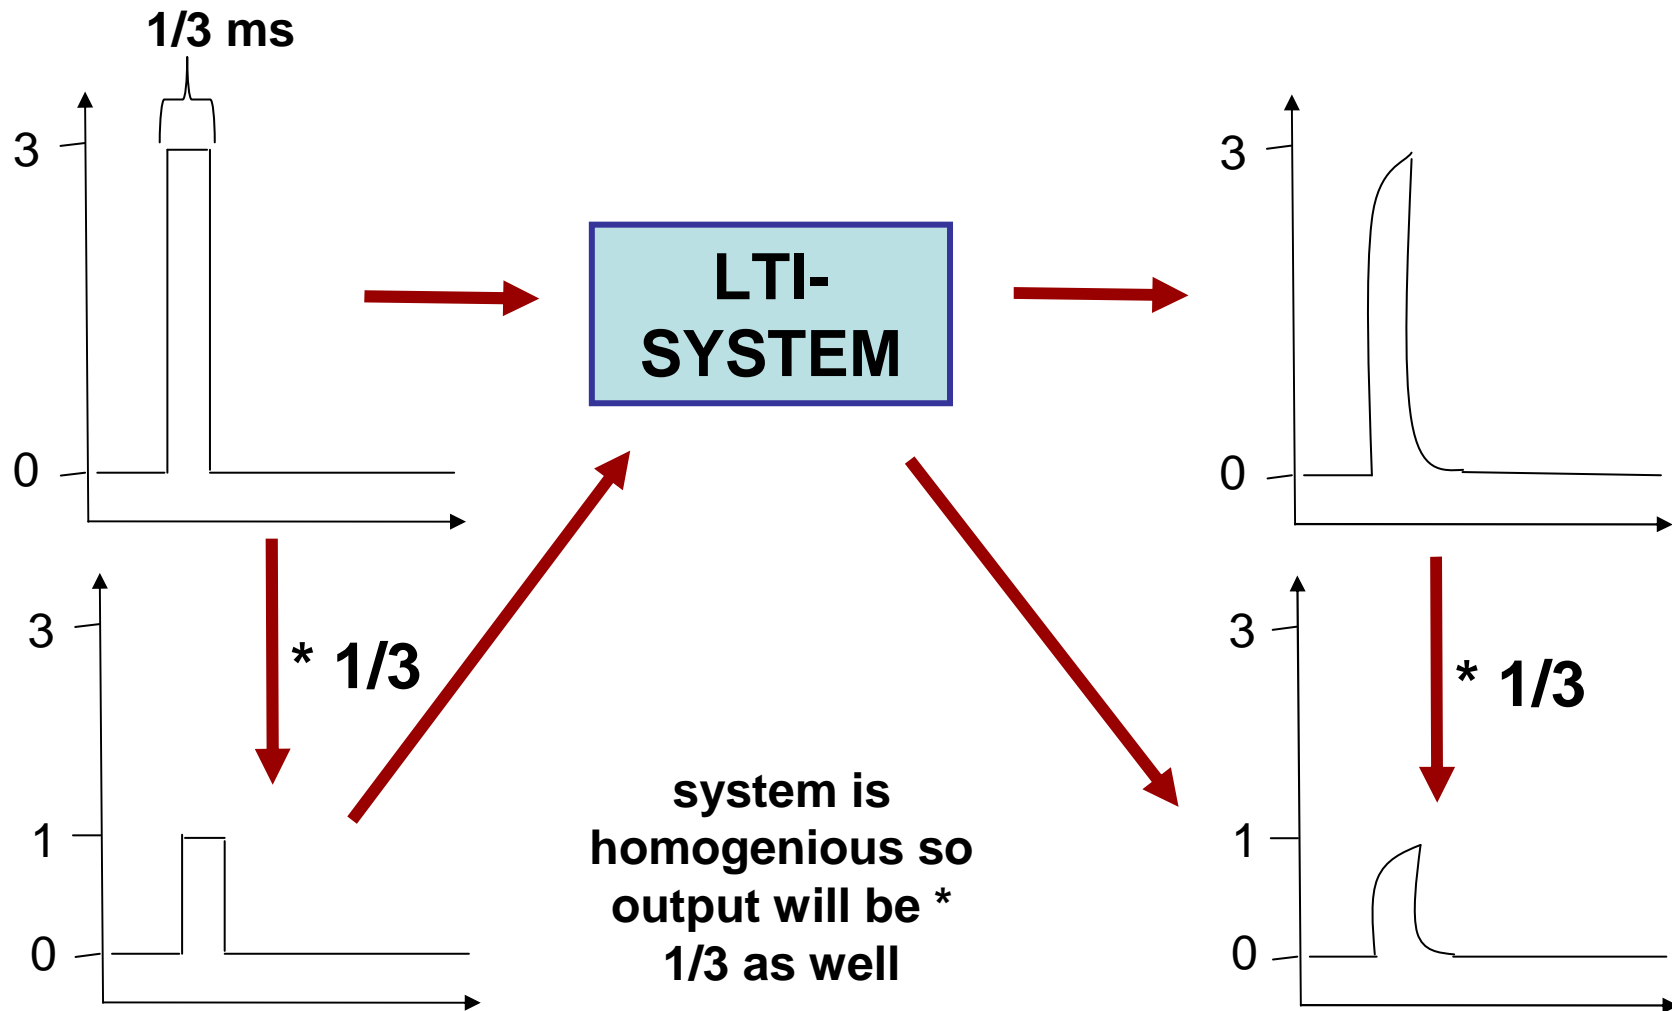 1/3 ms
3
0
LTI-
SYSTEM
3
0
3
* 1/3
1
0
system is
homogenious so
output will be *
1/3 as well
3
* 1/3
1
0